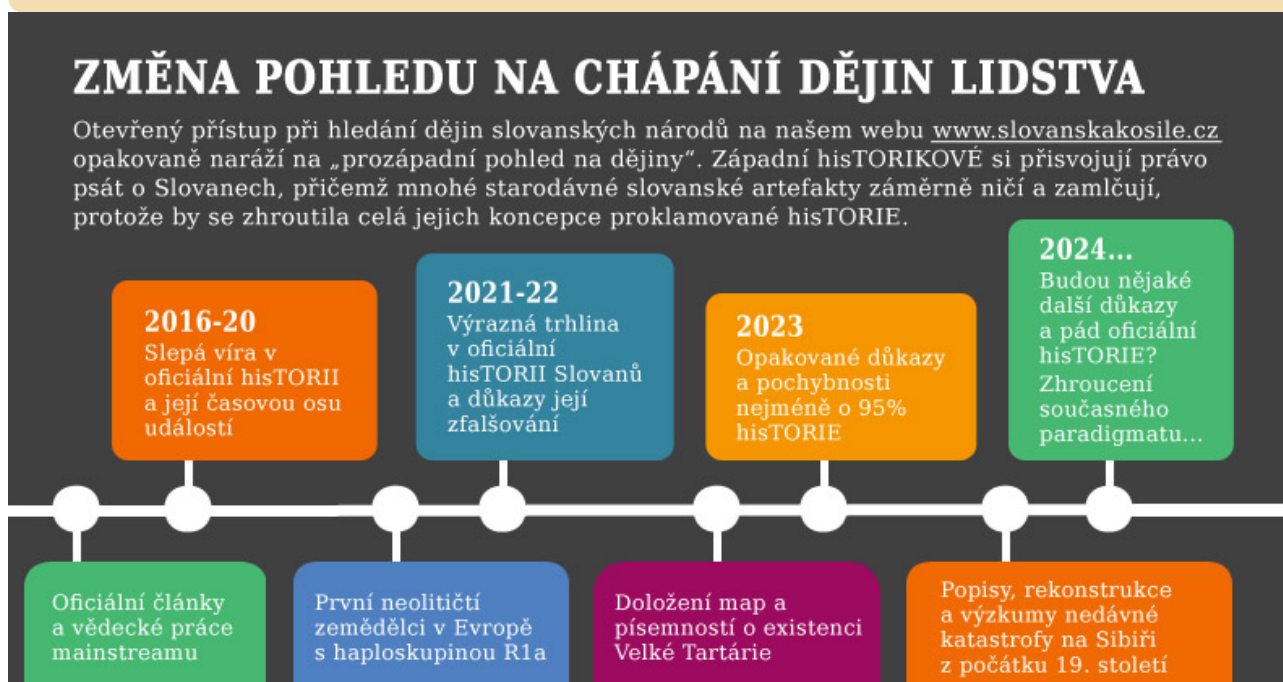 ZMĚNA POHLEDU NA CHÁPÁNÍ DĚJIN LIDSTVA
Otevřený přístup při hledání dějin slovanských národů na našem webu www.slovanskakosile.cz
opakovaně naráží na „prozápadní pohled na dějiny“. Západní hisTORIKOVÉ si přisvojují právo
psát o Slovanech, přičemž mnohé starodávné slovanské artefakty záměrně ničí a zamlčují,
protože by se zhroutila celá jejich koncepce proklamované hisTORIE.
2016-20
Slepá víra v
oficiální hisTORII
a její časovou osu
událostí
2021-22
Výrazná trhlina
v oficiální
hisTORII Slovanů
a důkazy její
zfalšování
2023
Opakované důkazy
a pochybnosti
nejméně o 95%
hisTORIE
2024...
Budou nějaké
další důkazy
a pád oficiální
hisTORIE?
Zhroucení
současného
paradigmatu...
Oficiální články
a vědecké práce
mainstreamu
První neolitičtí
zemědělci v Evropě
s haploskupinou R1a
Doložení map a
písemností o existenci
Velké Tartárie
Popisy, rekonstrukce
a výzkumy nedávné
katastrofy na Sibiři
z počátku 19. století